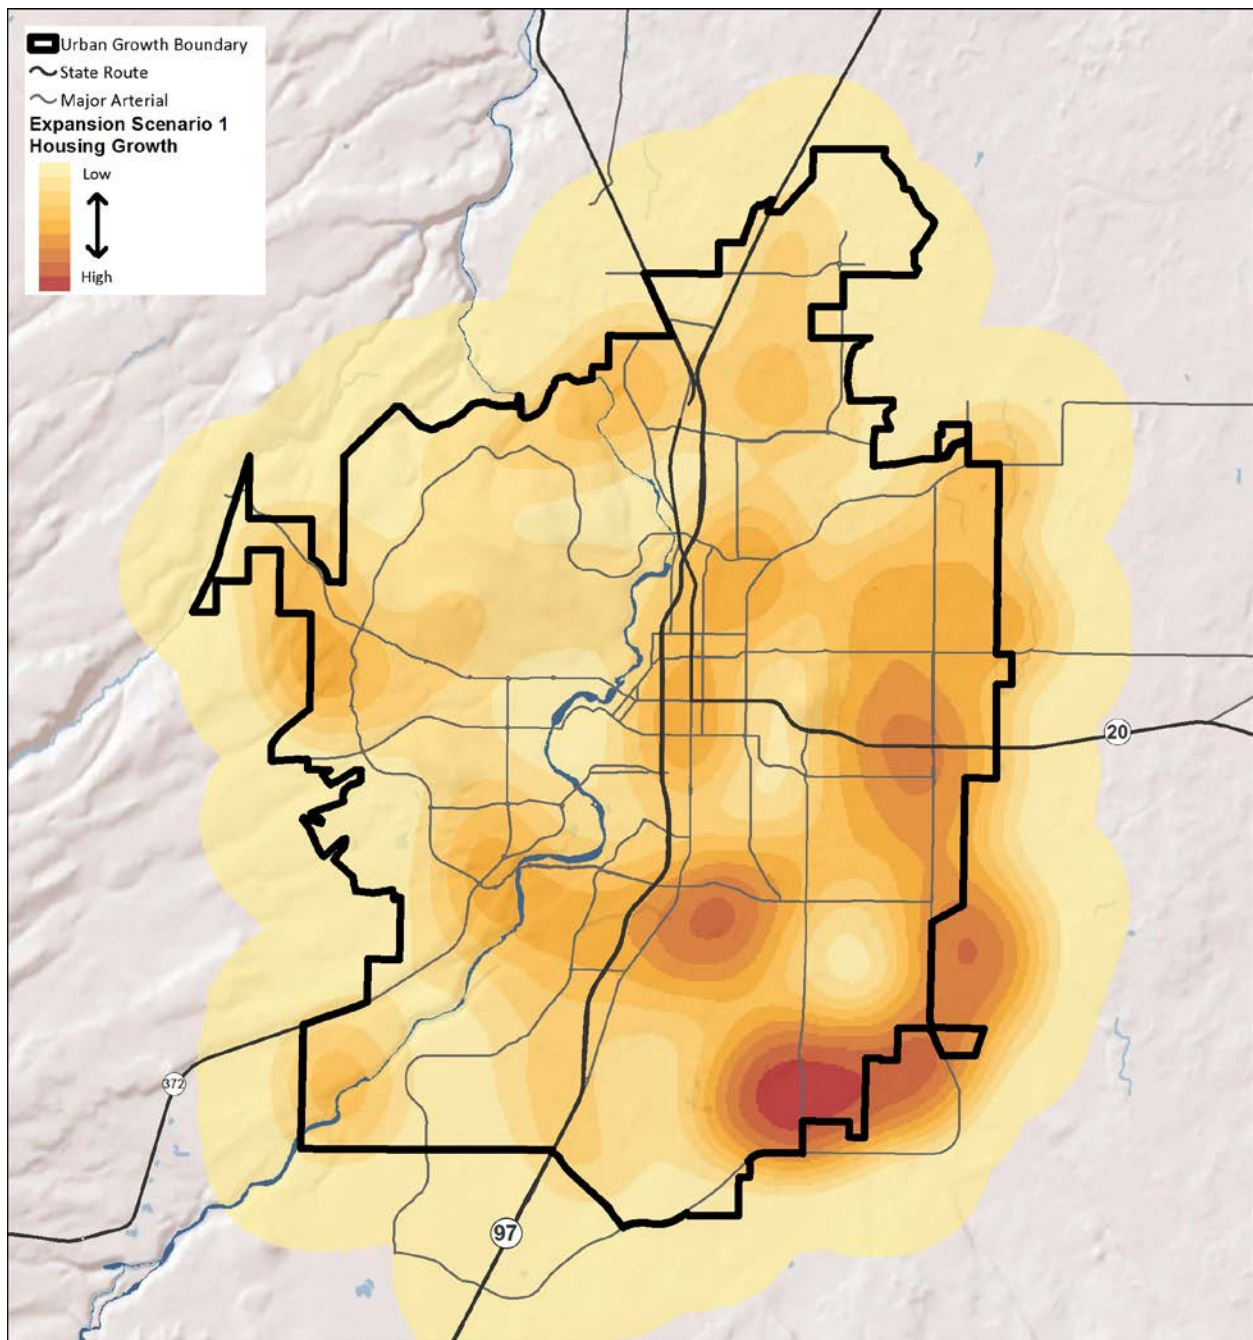 Urban Growth Boundary
State Route
Major Arterial
Expansion Scenario 1
Housing Growth
Low
High
20
372
97